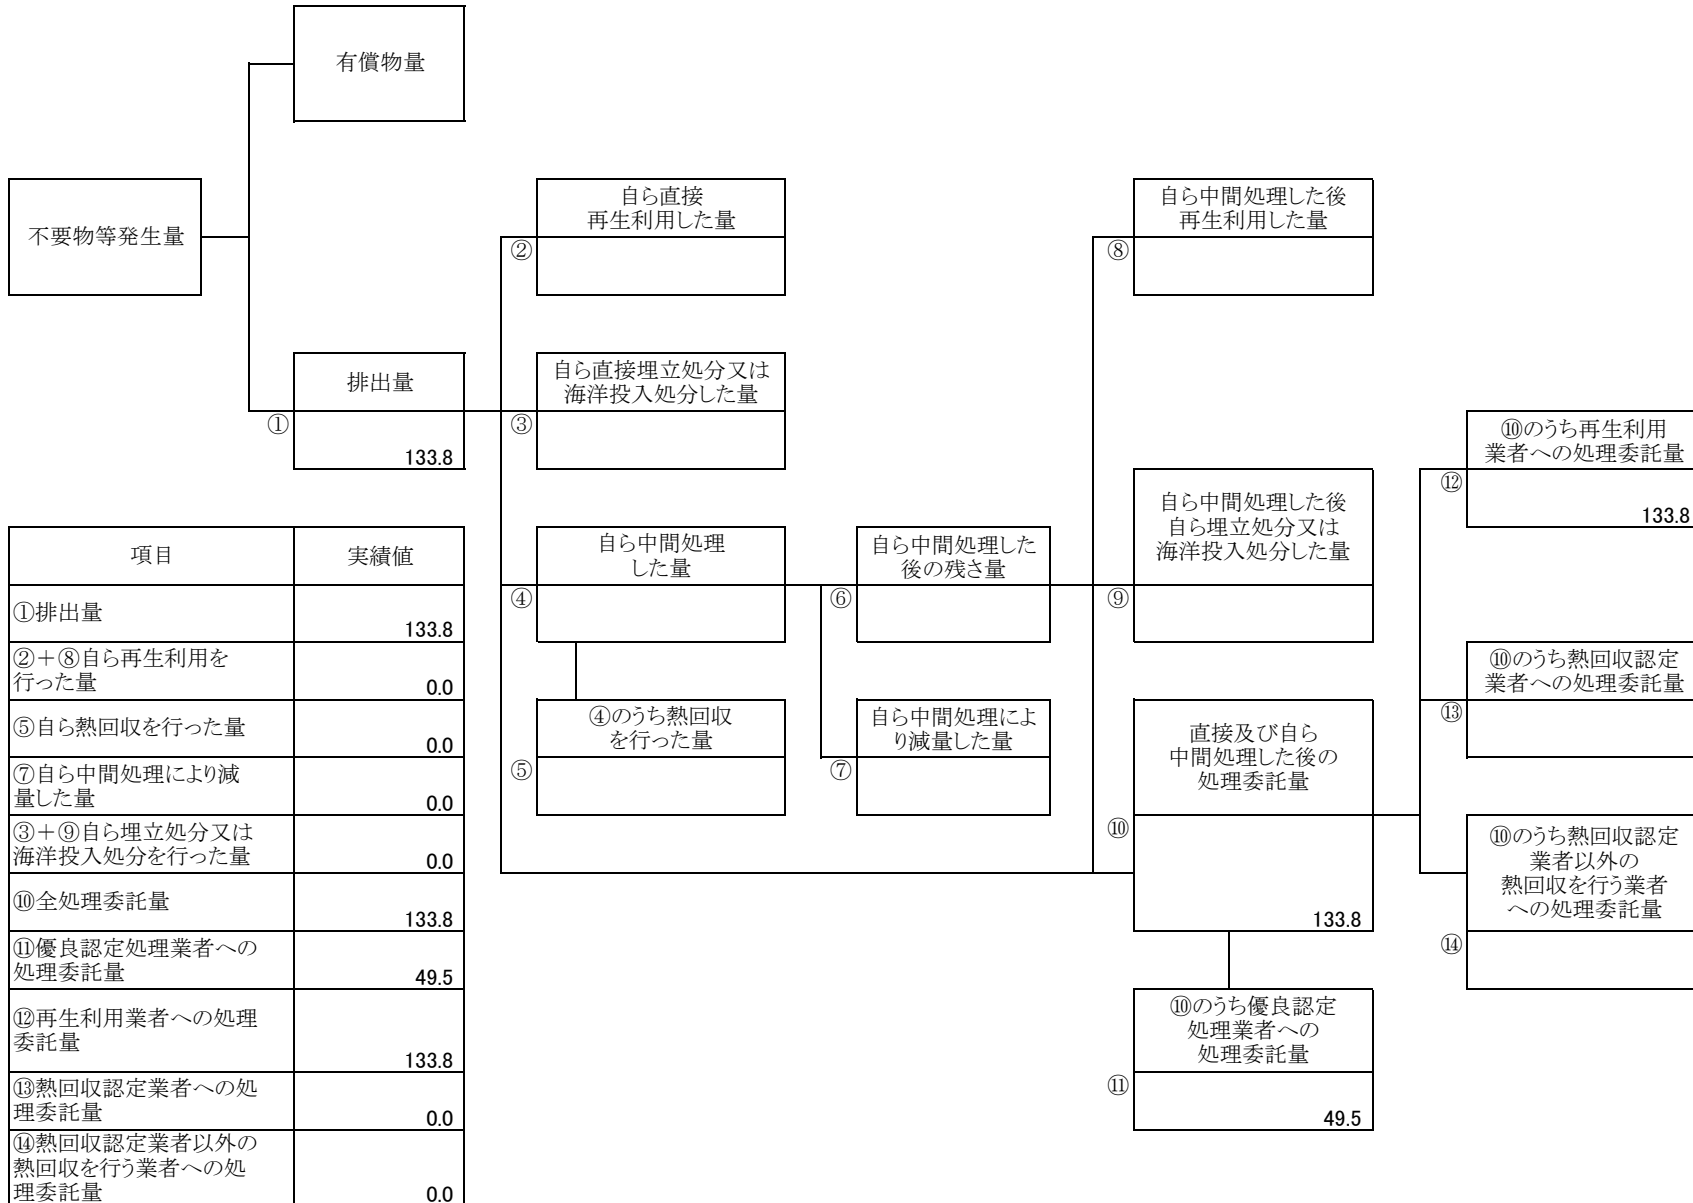 有償物量
不要物等発生量
自ら直接
再生利用した量
②
自ら中間処理した後
再生利用した量
⑧
排出量
①
133.8
自ら直接埋立処分又は
海洋投入処分した量
③
⑩のうち再生利用
業者への処理委託量
⑫
133.8
自ら中間処理
した量
④
自ら中間処理した
後の残さ量
⑥
自ら中間処理した後
自ら埋立処分又は
海洋投入処分した量
⑨
④のうち熱回収
を行った量
⑤
自ら中間処理によ
り減量した量
⑦
直接及び自ら
中間処理した後の
処理委託量
⑩
133.8
⑩のうち熱回収認定
業者への処理委託量
⑬
⑩のうち熱回収認定
業者以外の
熱回収を行う業者
への処理委託量
⑭
⑩のうち優良認定
処理業者への
処理委託量
⑪
49.5
項目 実績値
①排出量 133.8
②+⑧自ら再生利用を
行った量 0.0
⑤自ら熱回収を行った量 0.0
⑦自ら中間処理により減
量した量 0.0
③+⑨自ら埋立処分又は
海洋投入処分を行った量 0.0
⑩全処理委託量 133.8
⑪優良認定処理業者への
処理委託量 49.5
⑫再生利用業者への処理
委託量 133.8
⑬熱回収認定業者への処
理委託量 0.0
⑭熱回収認定業者以外の
熱回収を行う業者への処
理委託量 0.0